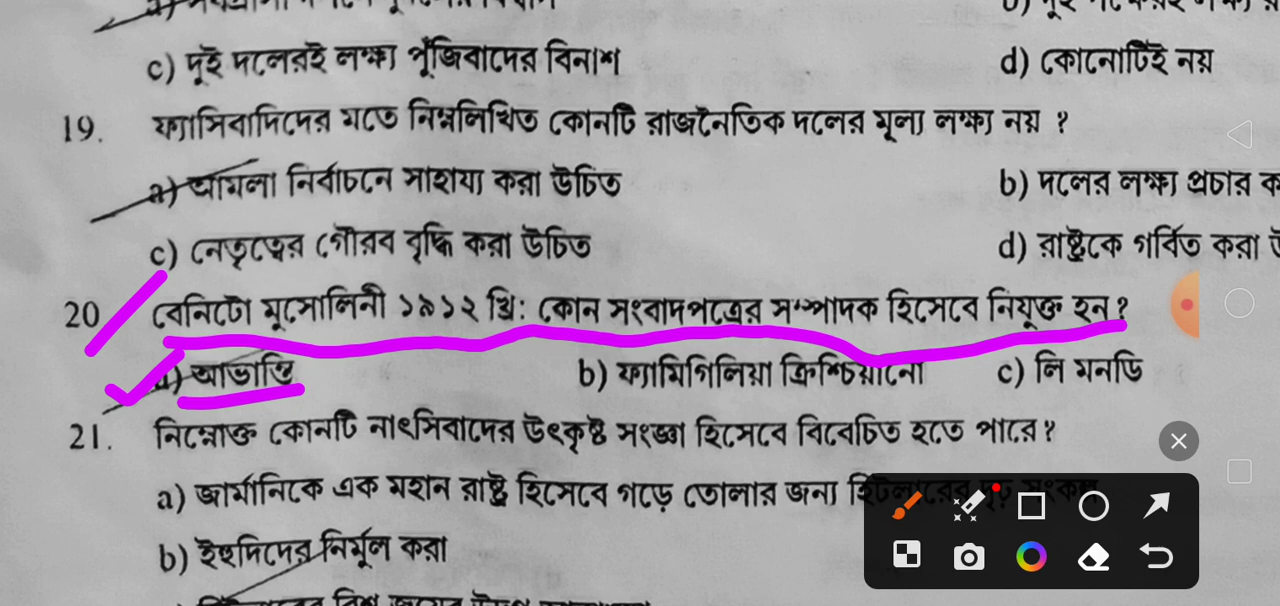 c) দুই দলেরই লক্ষ্য পুঁজিবাদের বিনাশ d) কোনোটিই নয়
19. ফ্যাসিবাদিদের মতে নিম্নলিখিত কোনটি রাজনৈতিক দলের মূল্য লক্ষ্য নয় ?
a) আমলা নির্বাচনে সাহায্য করা উচিত b) দলের লক্ষ্য প্রচার
c) নেতৃত্বের গৌরব বৃদ্ধি করা উচিত d) রাষ্ট্রকে গর্বিত করা
20 বেনিটো মুসোলিনী ১৯১২ খ্রি: কোন সংবাদপত্রের সম্পাদক হিসেবে নিযুক্ত হন?
a) আভান্তি b) ফ্যামিগিলিয়া ক্রিশ্চিয়ানো c) লি মনডি
21. নিম্নোক্ত কোনটি নাৎসিবাদের উৎকৃষ্ট সংজ্ঞা হিসেবে বিবেচিত হতে পারে?
a) জার্মানিকে এক মহান রাষ্ট্র হিসেবে গড়ে তোলার জন্য হিটলারের দৃঢ় সংকল্প
b) ইহুদিদের নির্মূল করা